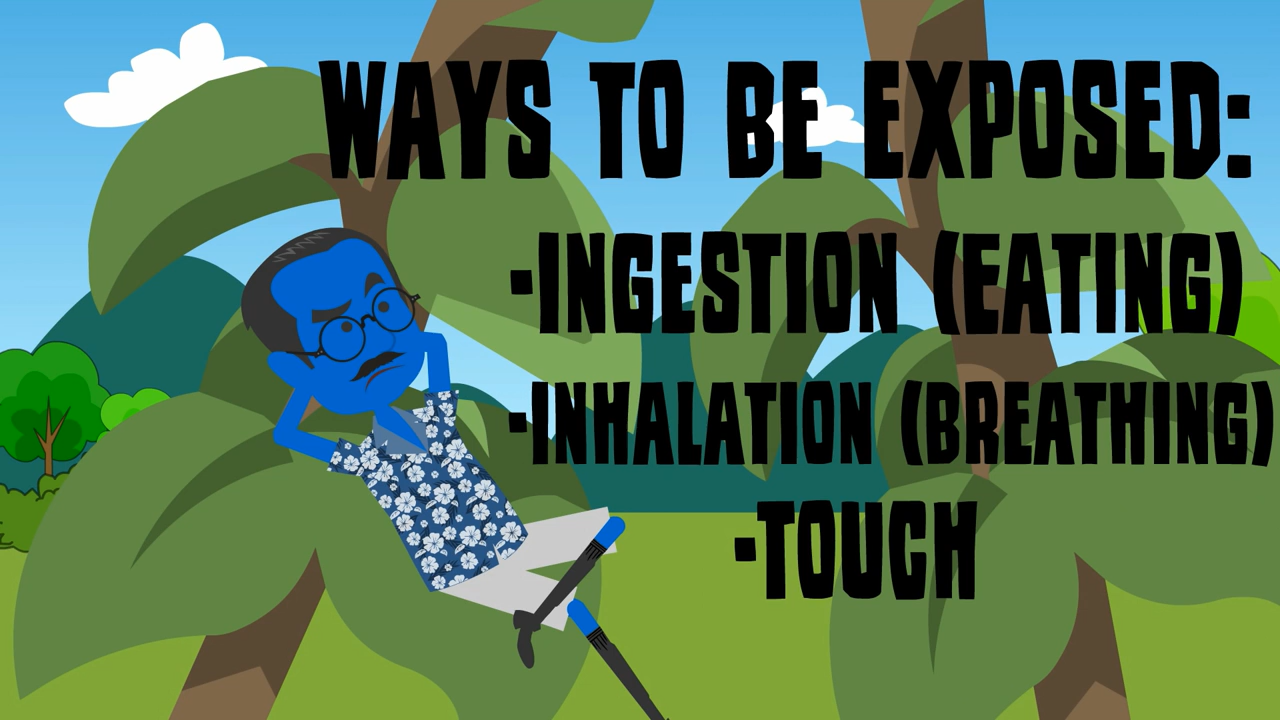 WAYS TO BE EXPOSED:
-INGESTION (EATING)
-INHALATION (BREATHING)
-TOUCH